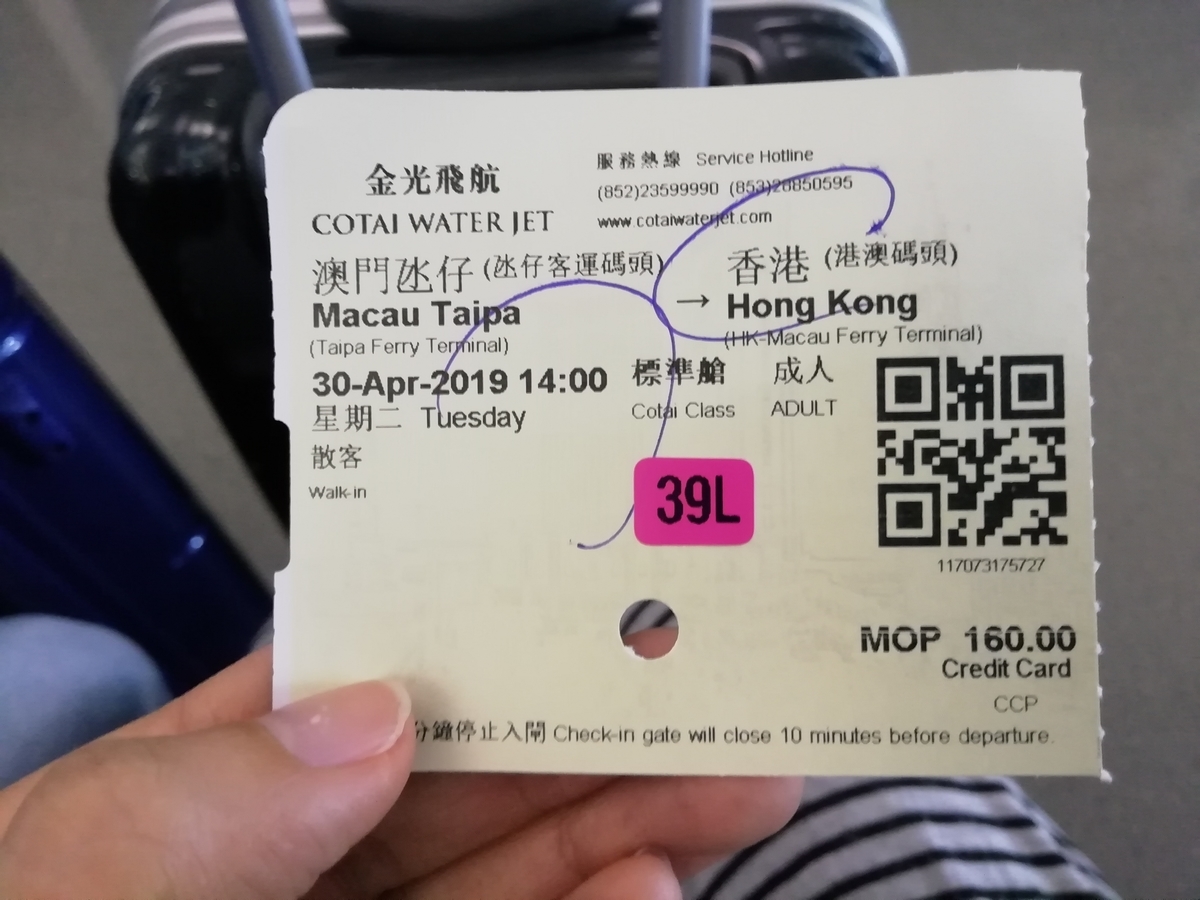 金光飛航
COTAI WATER JET
服務熱線 Service Hotline
(852)23599990 (853)28850595
www.cotaiwaterjet.com
澳門氹仔 (氹仔客運碼頭)
Macau Taipa
(Taipa Ferry Terminal)
→
香港 (港澳碼頭)
Hong Kong
(HK-Macau Ferry Terminal)
30-Apr-2019 14:00
星期二 Tuesday
標準艙 成人
Cotai Class ADULT
散客
Walk-in
39L
117073175727
MOP 160.00
Credit Card
CCP
分鐘停止入閘 Check-in gate will close 10 minutes before departure.